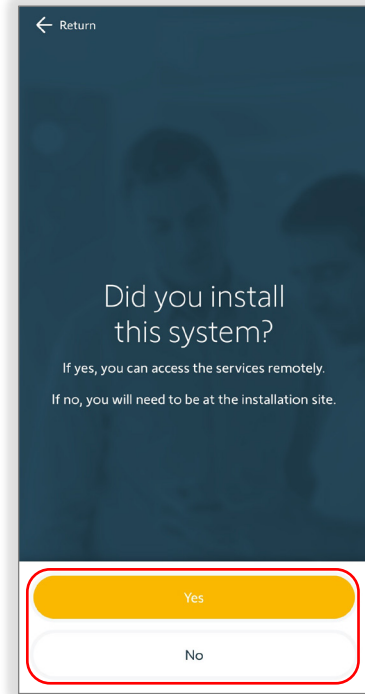 Return
Did you install
this system?
If yes, you can access the services remotely.
If no, you will need to be at the installation site.
Yes
No